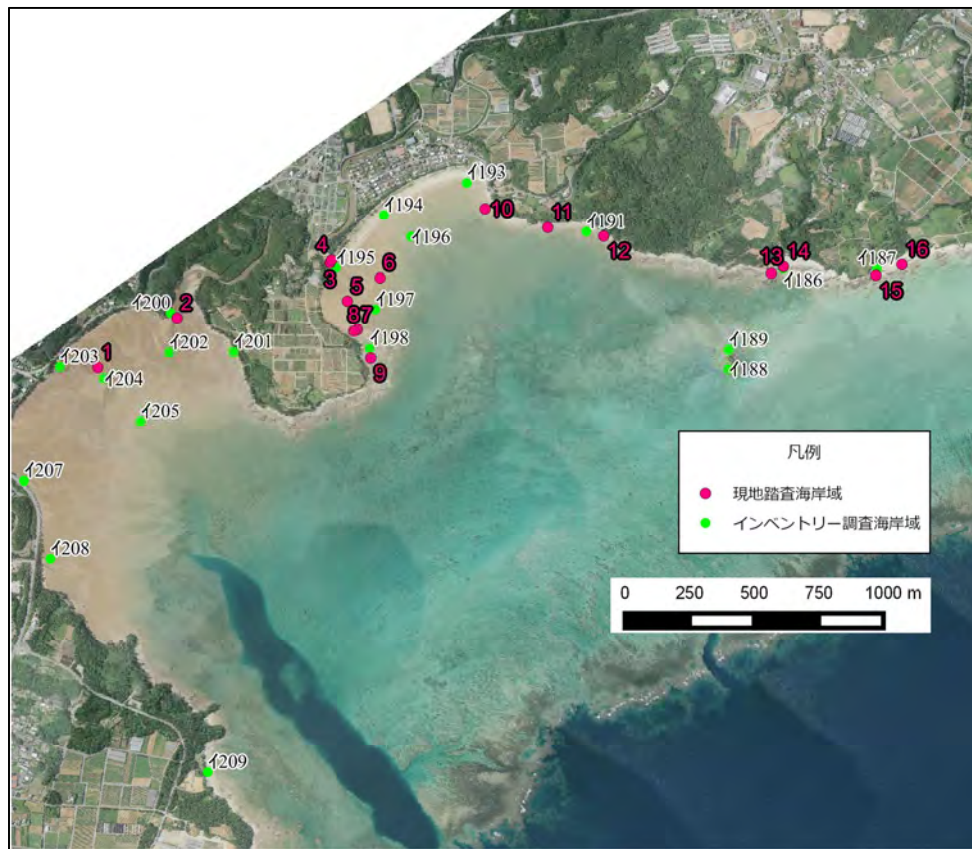 イ193
イ194
10
11
イ191
イ196
12
4
イ195
3
6
13
14
イ186
イ187
16
15
5
イ197
イ200
2
87
イ198
9
イ202
イ201
イ189
イ188
イ203
1
イ204
イ205
イ207
イ208
イ209
凡例
現地踏査海岸域
インベントリー調査海岸域
0 250 500 750 1000 m